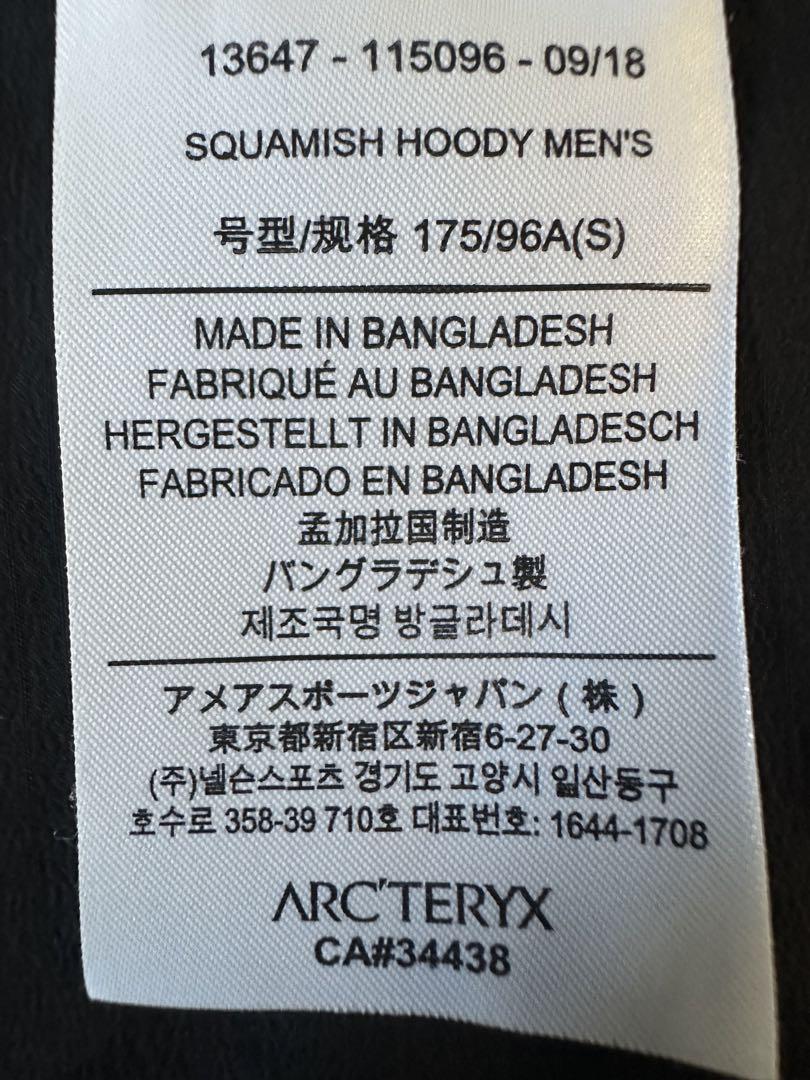 13647 - 115096 - 09/18
SQUAMISH HOODY MEN'S
号型/规格 175/96A(S)
MADE IN BANGLADESH
FABRIQUÉ AU BANGLADESH
HERGESTELLT IN BANGLADESCH
FABRICADO EN BANGLADESH
孟加拉国制造
バングラデシュ製
제조국명 방글라데시
アメアスポーツジャパン(株)
東京都新宿区新宿6-27-30
(주)넬슨스포츠 경기도 고양시 일산동구
호수로 358-39 710호 대표번호: 1644-1708
ARC'TERYX
CA#34438